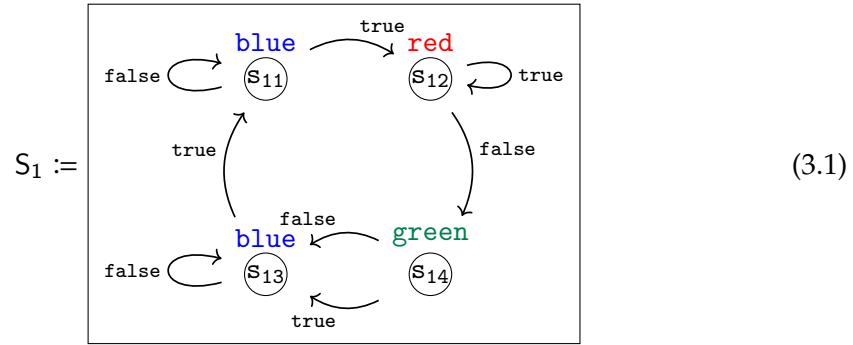 true
blue
red
false
s₁₁
s₁₂
true
S₁ :=
true
false
(3.1)
false
blue
green
false
s₁₃
s₁₄
true